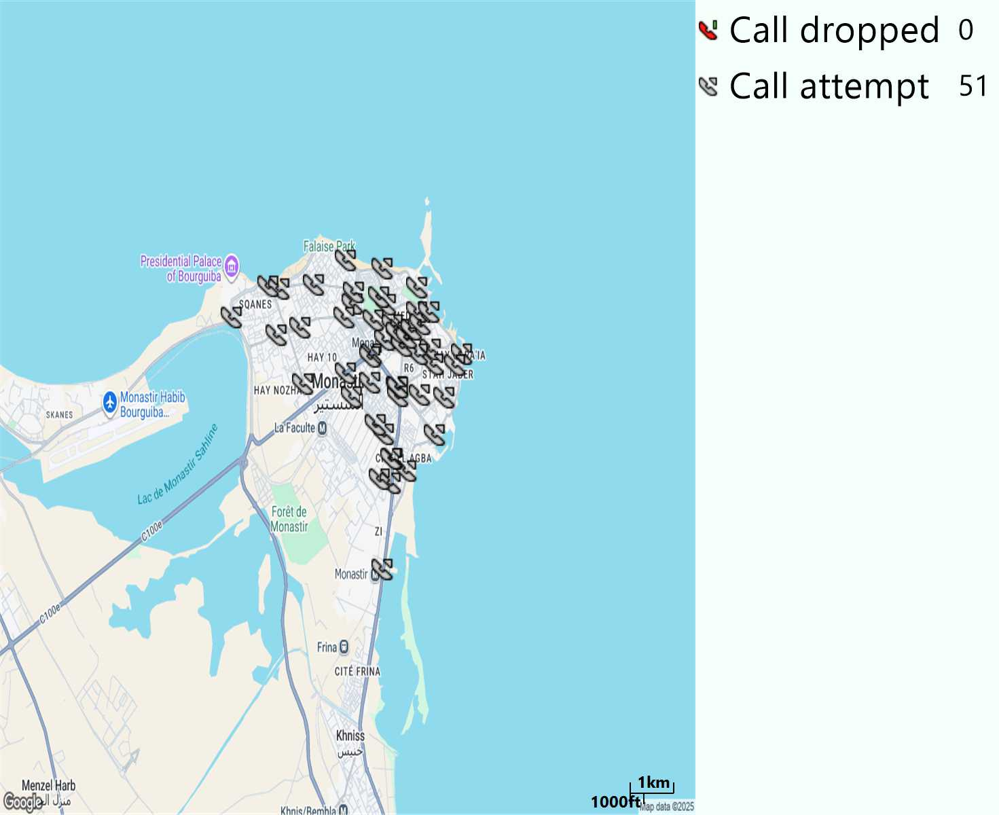 Call dropped 0
Call attempt 51
Falaise Park
Presidential Palace
of Bourguiba
SQANES
HAY 10
R6
STAH JABER
HAY NOZHA
Monastir Habib
Bourguiba...
SKANES
La Faculte
Lac de Monastir Sahline
C100e
Forêt de
Monastir
ZI
Monastir
C100e
Frina
CITÉ FRINA
Khniss
خنيس
Menzel Harb
Google
Khnis/Bembla
1km
1000ft
Map data ©2025